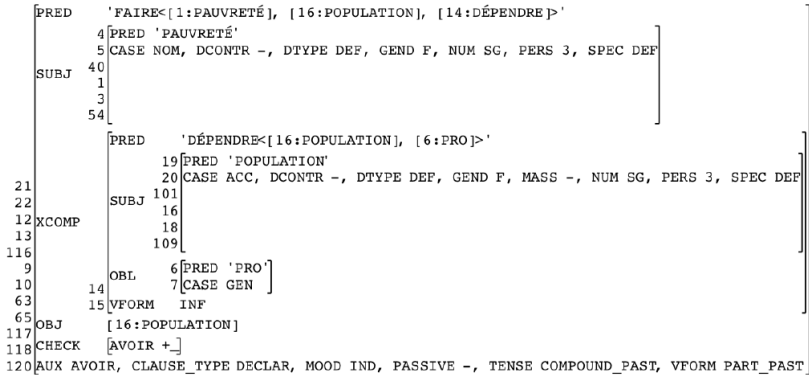 PRED 'FAIRE<[1:PAUVRETÉ], [16:POPULATION], [14:DÉPENDRE]>'
4 PRED 'PAUVRETÉ'
5 CASE NOM, DCONTR -, DTYPE DEF, GEND F, NUM SG, PERS 3, SPEC DEF
40
SUBJ
1
3
54
PRED 'DÉPENDRE<[16:POPULATION], [6:PRO]>'
19 PRED 'POPULATION'
20 CASE ACC, DCONTR -, DTYPE DEF, GEND F, MASS -, NUM SG, PERS 3, SPEC DEF
21
SUBJ 101
22
16
12 XCOMP
18
13
109
116
9
OBL 6 PRED 'PRO'
10
14 7 CASE GEN
63
15 VFORM INF
65
OBJ [16:POPULATION]
117
118 CHECK [AVOIR +_]
120 AUX AVOIR, CLAUSE_TYPE DECLAR, MOOD IND, PASSIVE -, TENSE COMPOUND_PAST, VFORM PART_PAST